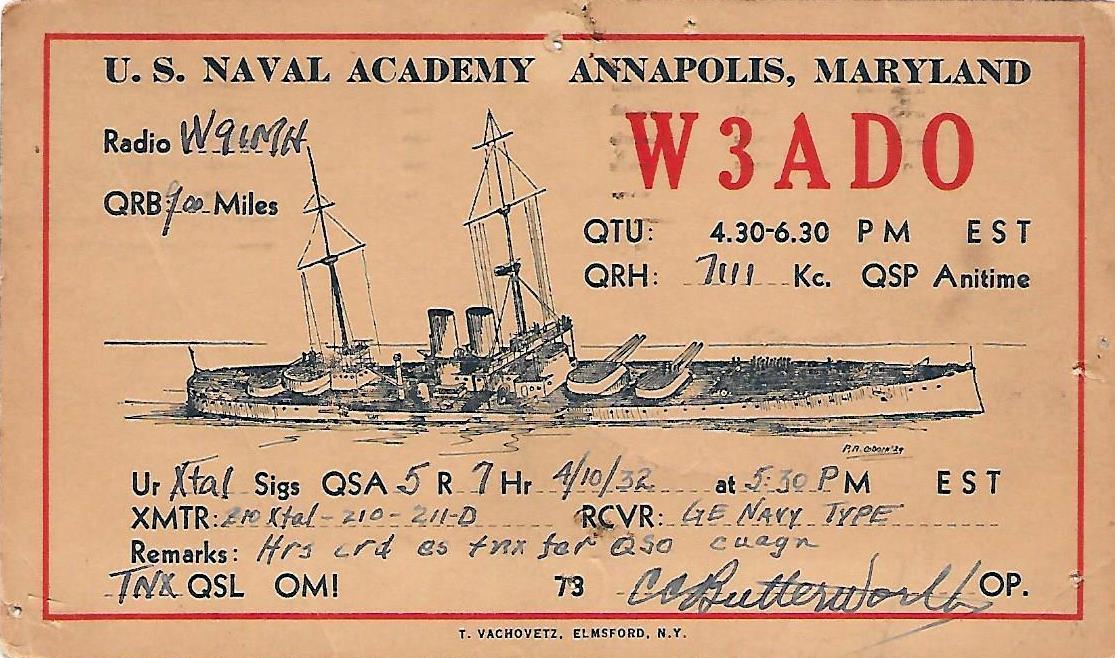 U. S. NAVAL ACADEMY ANNAPOLIS, MARYLAND
Radio W9IMH
W3ADO
QRB 900 Miles
QTU: 4.30-6.30 PM EST
QRH: 7111 Kc. QSP Anitime
Ur Xtal Sigs QSA 5 R 7 Hr 4/10/32 at 5:30 PM EST
XMTR: 210 Xtal-210-211-D RCVR: GE NAVY TYPE
Remarks: Hrs crd es tnx fer QSO cuagn
TNX QSL OM! 73 CC Butterworth OP.
T. VACHOVETZ, ELMSFORD, N.Y.